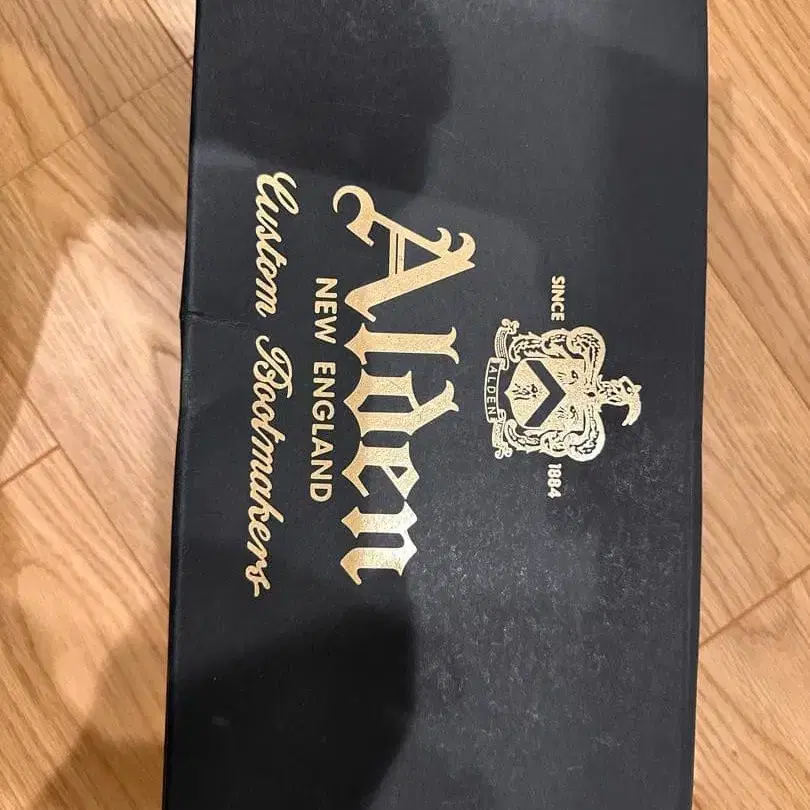 SINCE 1884
ALDEN
Alden
NEW ENGLAND
Custom Bootmakers